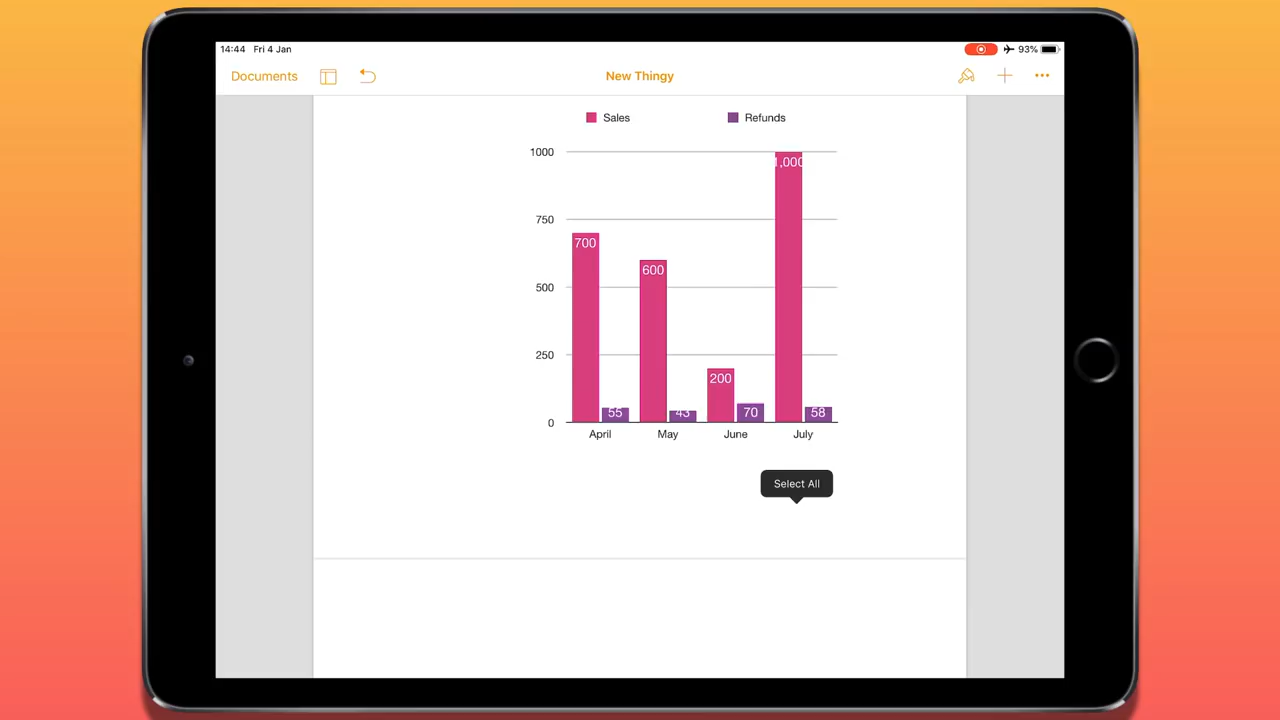 14:44 Fri 4 Jan 93%
Documents New Thingy
Sales Refunds
1000
750
500
250
0
1,000
700
600
200
55 43 70 58
April May June July
Select All